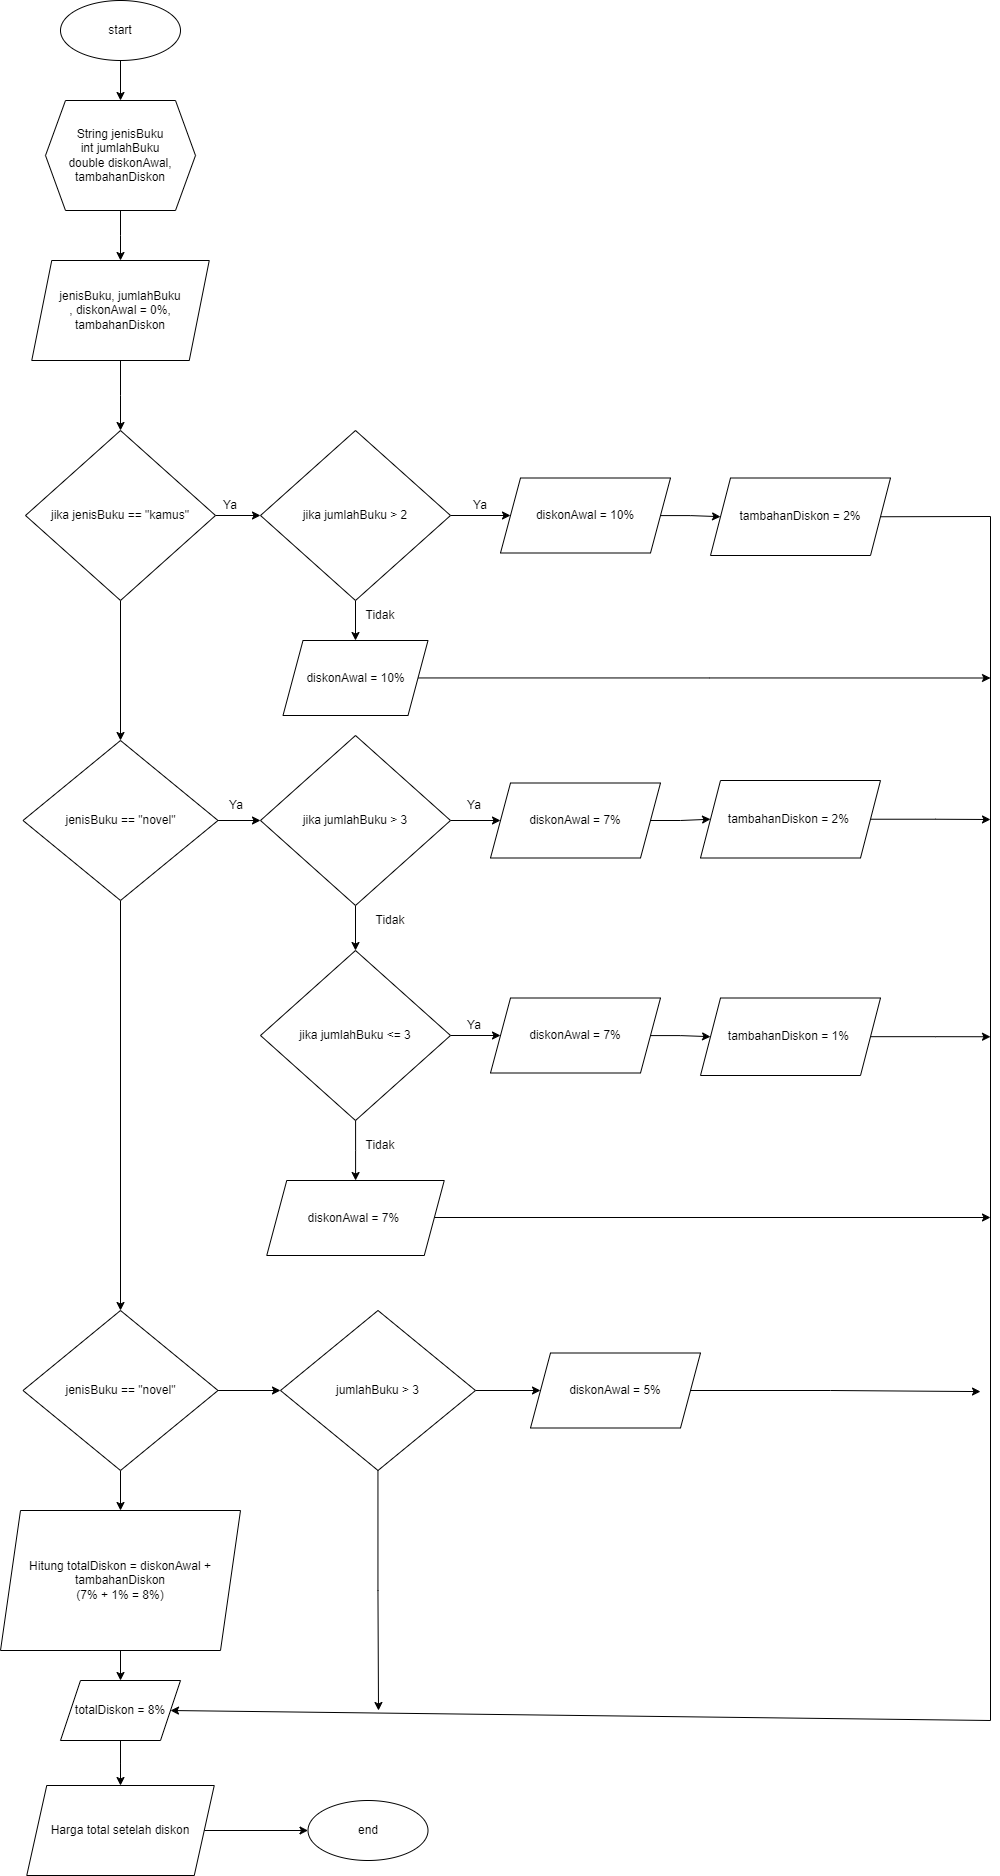 start
String jenisBuku
int jumlahBuku
double diskonAwal,
tambahanDiskon
jenisBuku, jumlahBuku
, diskonAwal = 0%,
tambahanDiskon
jika jenisBuku == "kamus"
Ya
jika jumlahBuku > 2
Ya
diskonAwal = 10%
tambahanDiskon = 2%
Tidak
diskonAwal = 10%
jenisBuku == "novel"
Ya
jika jumlahBuku > 3
Ya
diskonAwal = 7%
tambahanDiskon = 2%
Tidak
jika jumlahBuku <= 3
Ya
diskonAwal = 7%
tambahanDiskon = 1%
Tidak
diskonAwal = 7%
jenisBuku == "novel"
jumlahBuku > 3
diskonAwal = 5%
Hitung totalDiskon = diskonAwal +
tambahanDiskon
(7% + 1% = 8%)
totalDiskon = 8%
Harga total setelah diskon
end